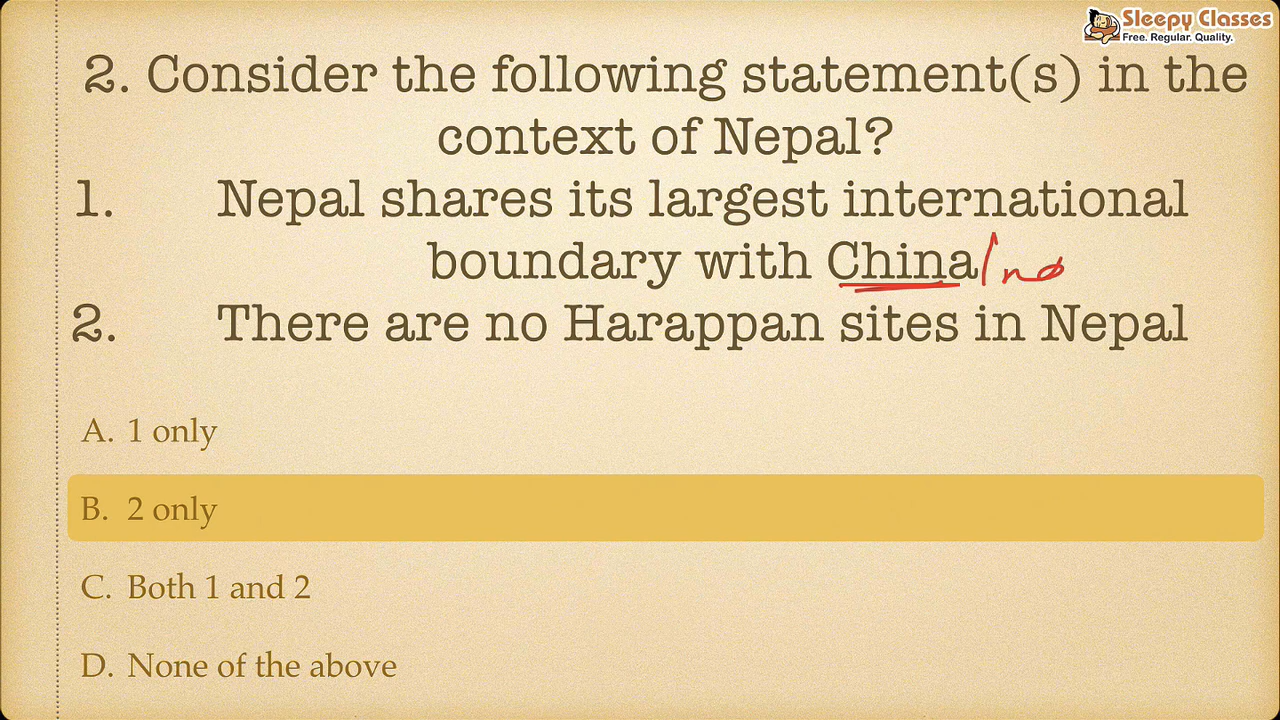 Sleepy Classes
Free. Regular. Quality.
2. Consider the following statement(s) in the
context of Nepal?
1. Nepal shares its largest international
boundary with China
2. There are no Harappan sites in Nepal
A. 1 only
B. 2 only
C. Both 1 and 2
D. None of the above